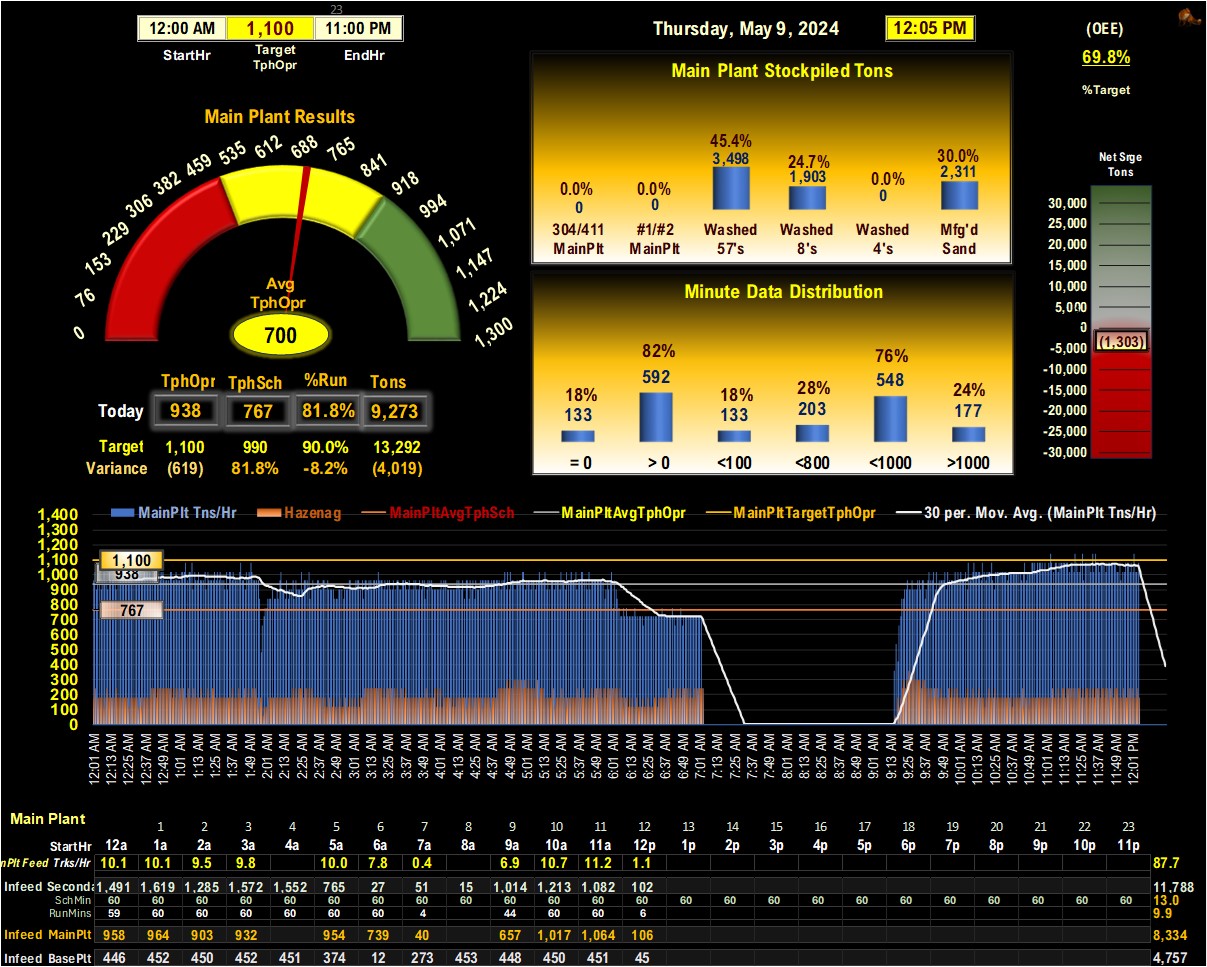 23
12:00 AM 1,100 11:00 PM
StartHr Target TphOpr EndHr
Thursday, May 9, 2024 12:05 PM
(OEE)
69.8%
%Target
Main Plant Results
0 76 153 229 306 382 459 535 612 688 765 841 918 994 1,071 1,147 1,224 1,300
Avg
TphOpr
700
TphOpr TphSch %Run Tons
Today 938 767 81.8% 9,273
Target 1,100 990 90.0% 13,292
Variance (619) 81.8% -8.2% (4,019)
Main Plant Stockpiled Tons
0.0% 0.0% 45.4% 24.7% 0.0% 30.0%
0 0 3,498 1,903 0 2,311
304/411 #1/#2 Washed Washed Washed Mfg'd
MainPlt MainPlt 57's 8's 4's Sand
Minute Data Distribution
18% 82% 18% 28% 76% 24%
133 592 133 203 548 177
= 0 > 0 <100 <800 <1000 >1000
Net Srge
Tons
30,000
25,000
20,000
15,000
10,000
5,000
0
(1,303)
-5,000
-10,000
-15,000
-20,000
-25,000
-30,000
MainPlt Tns/Hr Hazenag MainPltAvgTphSch MainPltAvgTphOpr MainPltTargetTphOpr 30 per. Mov. Avg. (MainPlt Tns/Hr)
1,400
1,300
1,200
1,100
1,000
900
800
700
600
500
400
300
200
100
0
1,100
938
767
12:01 AM 12:13 AM 12:25 AM 12:37 AM 12:49 AM 1:01 AM 1:13 AM 1:25 AM 1:37 AM 1:49 AM 2:01 AM 2:13 AM 2:25 AM 2:37 AM 2:49 AM 3:01 AM 3:13 AM 3:25 AM 3:37 AM 3:49 AM 4:01 AM 4:13 AM 4:25 AM 4:37 AM 4:49 AM 5:01 AM 5:13 AM 5:25 AM 5:37 AM 5:49 AM 6:01 AM 6:13 AM 6:25 AM 6:37 AM 6:49 AM 7:01 AM 7:13 AM 7:25 AM 7:37 AM 7:49 AM 8:01 AM 8:13 AM 8:25 AM 8:37 AM 8:49 AM 9:01 AM 9:13 AM 9:25 AM 9:37 AM 9:49 AM 10:01 AM 10:13 AM 10:25 AM 10:37 AM 10:49 AM 11:01 AM 11:13 AM 11:25 AM 11:37 AM 11:49 AM 12:01 PM
Main Plant
1 2 3 4 5 6 7 8 9 10 11 12 13 14 15 16 17 18 19 20 21 22 23
StartHr 12a 1a 2a 3a 4a 5a 6a 7a 8a 9a 10a 11a 12p 1p 2p 3p 4p 5p 6p 7p 8p 9p 10p 11p
nPlt Feed Trks/Hr 10.1 10.1 9.5 9.8 10.0 7.8 0.4 6.9 10.7 11.2 1.1 87.7
Infeed Seconda 1,491 1,619 1,285 1,572 1,552 765 27 51 15 1,014 1,213 1,082 102 11,788
SchMin 60 60 60 60 60 60 60 60 60 60 60 60 60 60 60 60 60 60 60 60 60 60 60 60 13.0
RunMins 59 60 60 60 60 60 4 44 60 60 6 9.9
Infeed MainPlt 958 964 903 932 954 739 40 657 1,017 1,064 106 8,334
Infeed BasePlt 446 452 450 452 451 374 12 273 453 448 450 451 45 4,757